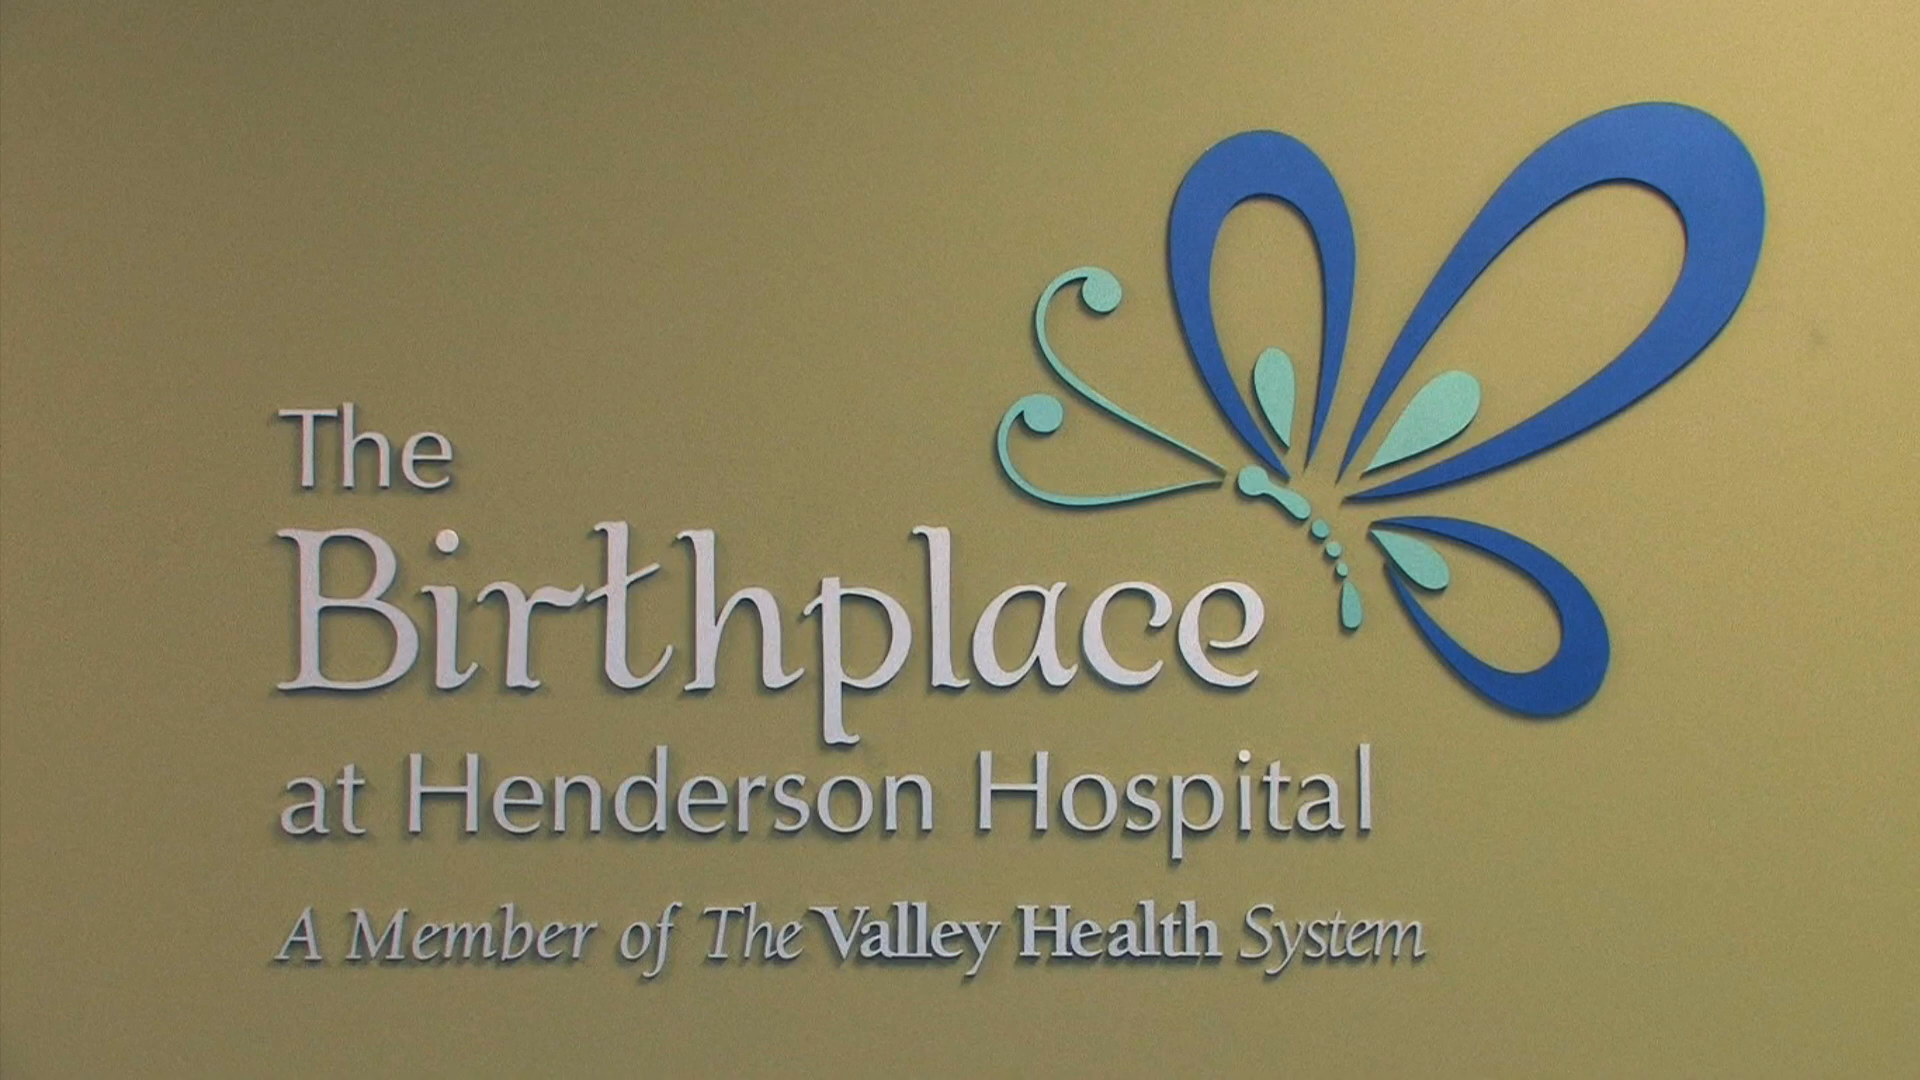 The
Birthplace
at Henderson Hospital
A Member of The Valley Health System